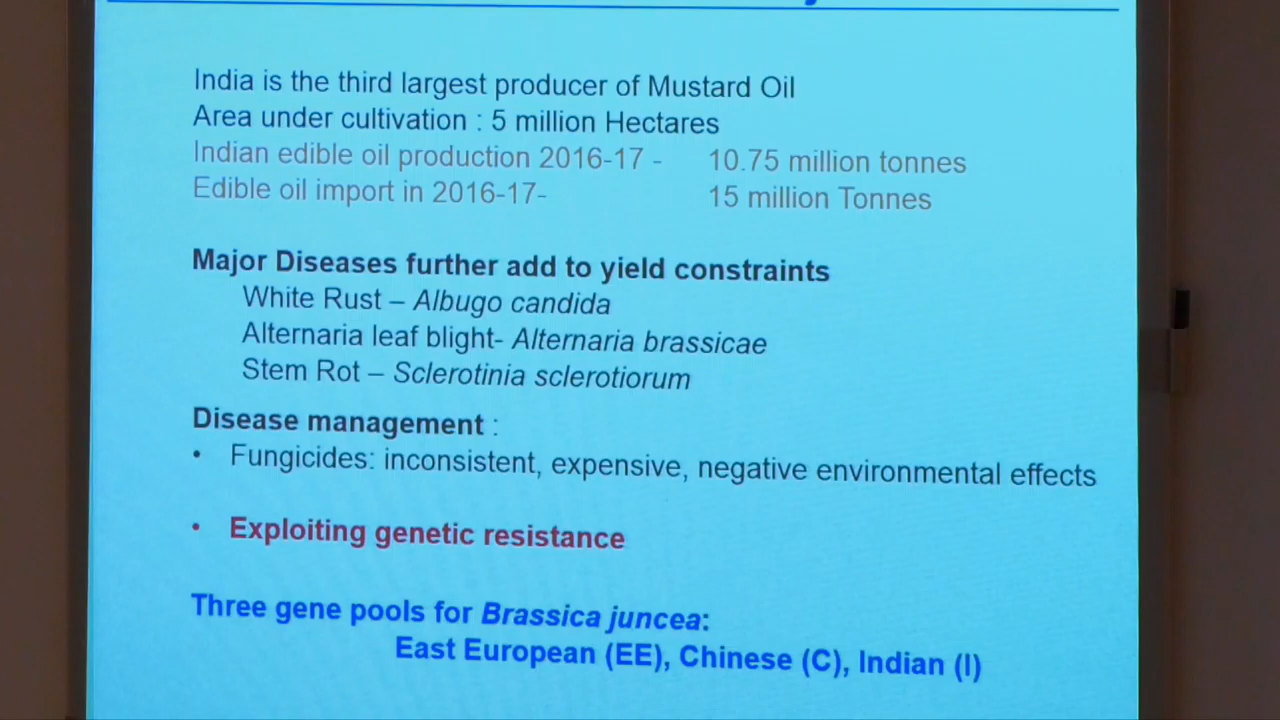 India is the third largest producer of Mustard Oil
Area under cultivation : 5 million Hectares
Indian edible oil production 2016-17 - 10.75 million tonnes
Edible oil import in 2016-17- 15 million Tonnes
Major Diseases further add to yield constraints
White Rust – Albugo candida
Alternaria leaf blight- Alternaria brassicae
Stem Rot – Sclerotinia sclerotiorum
Disease management :
• Fungicides: inconsistent, expensive, negative environmental effects
• Exploiting genetic resistance
Three gene pools for Brassica juncea:
East European (EE), Chinese (C), Indian (I)